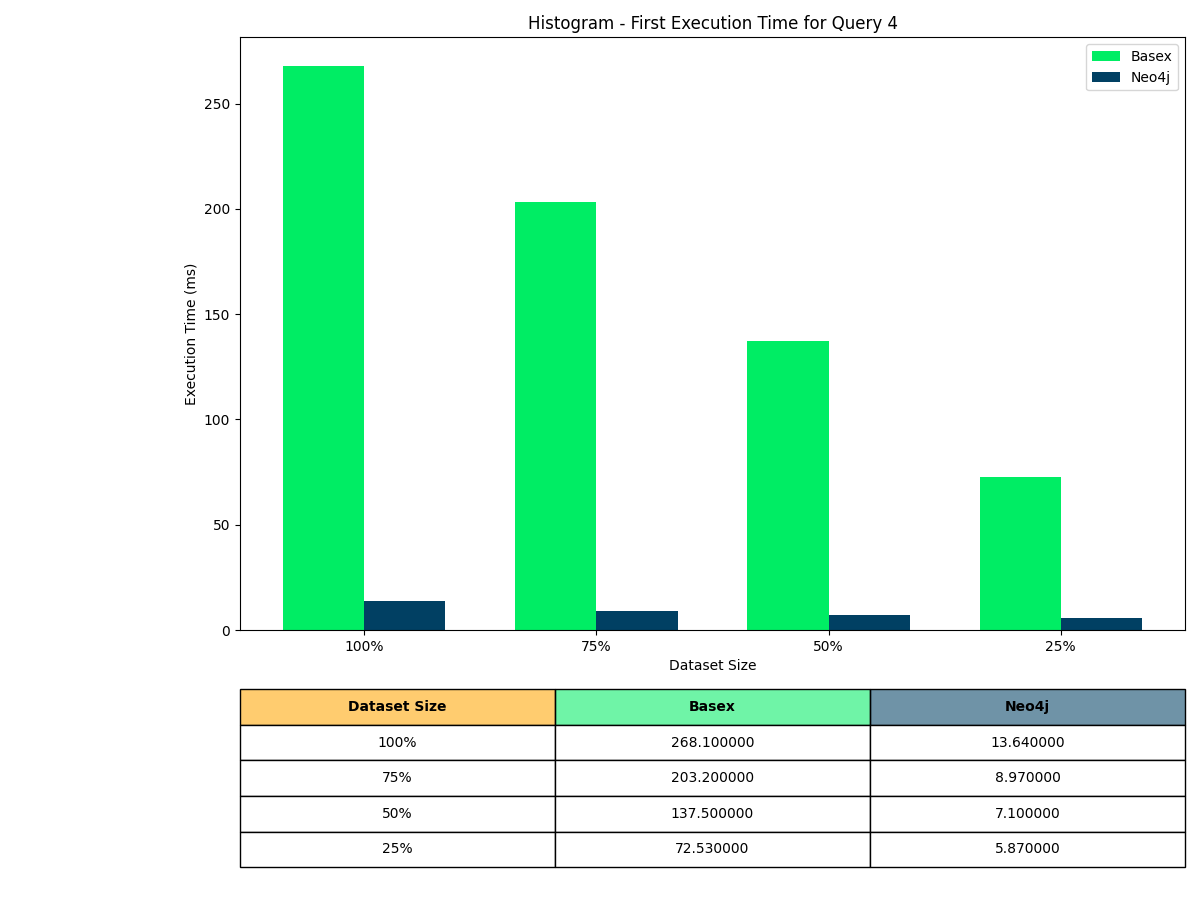 Histogram - First Execution Time for Query 4
Basex
Neo4j
250
200
150
100
50
0
Execution Time (ms)
100% 75% 50% 25%
Dataset Size
Dataset Size Basex Neo4j
100% 268.100000 13.640000
75% 203.200000 8.970000
50% 137.500000 7.100000
25% 72.530000 5.870000